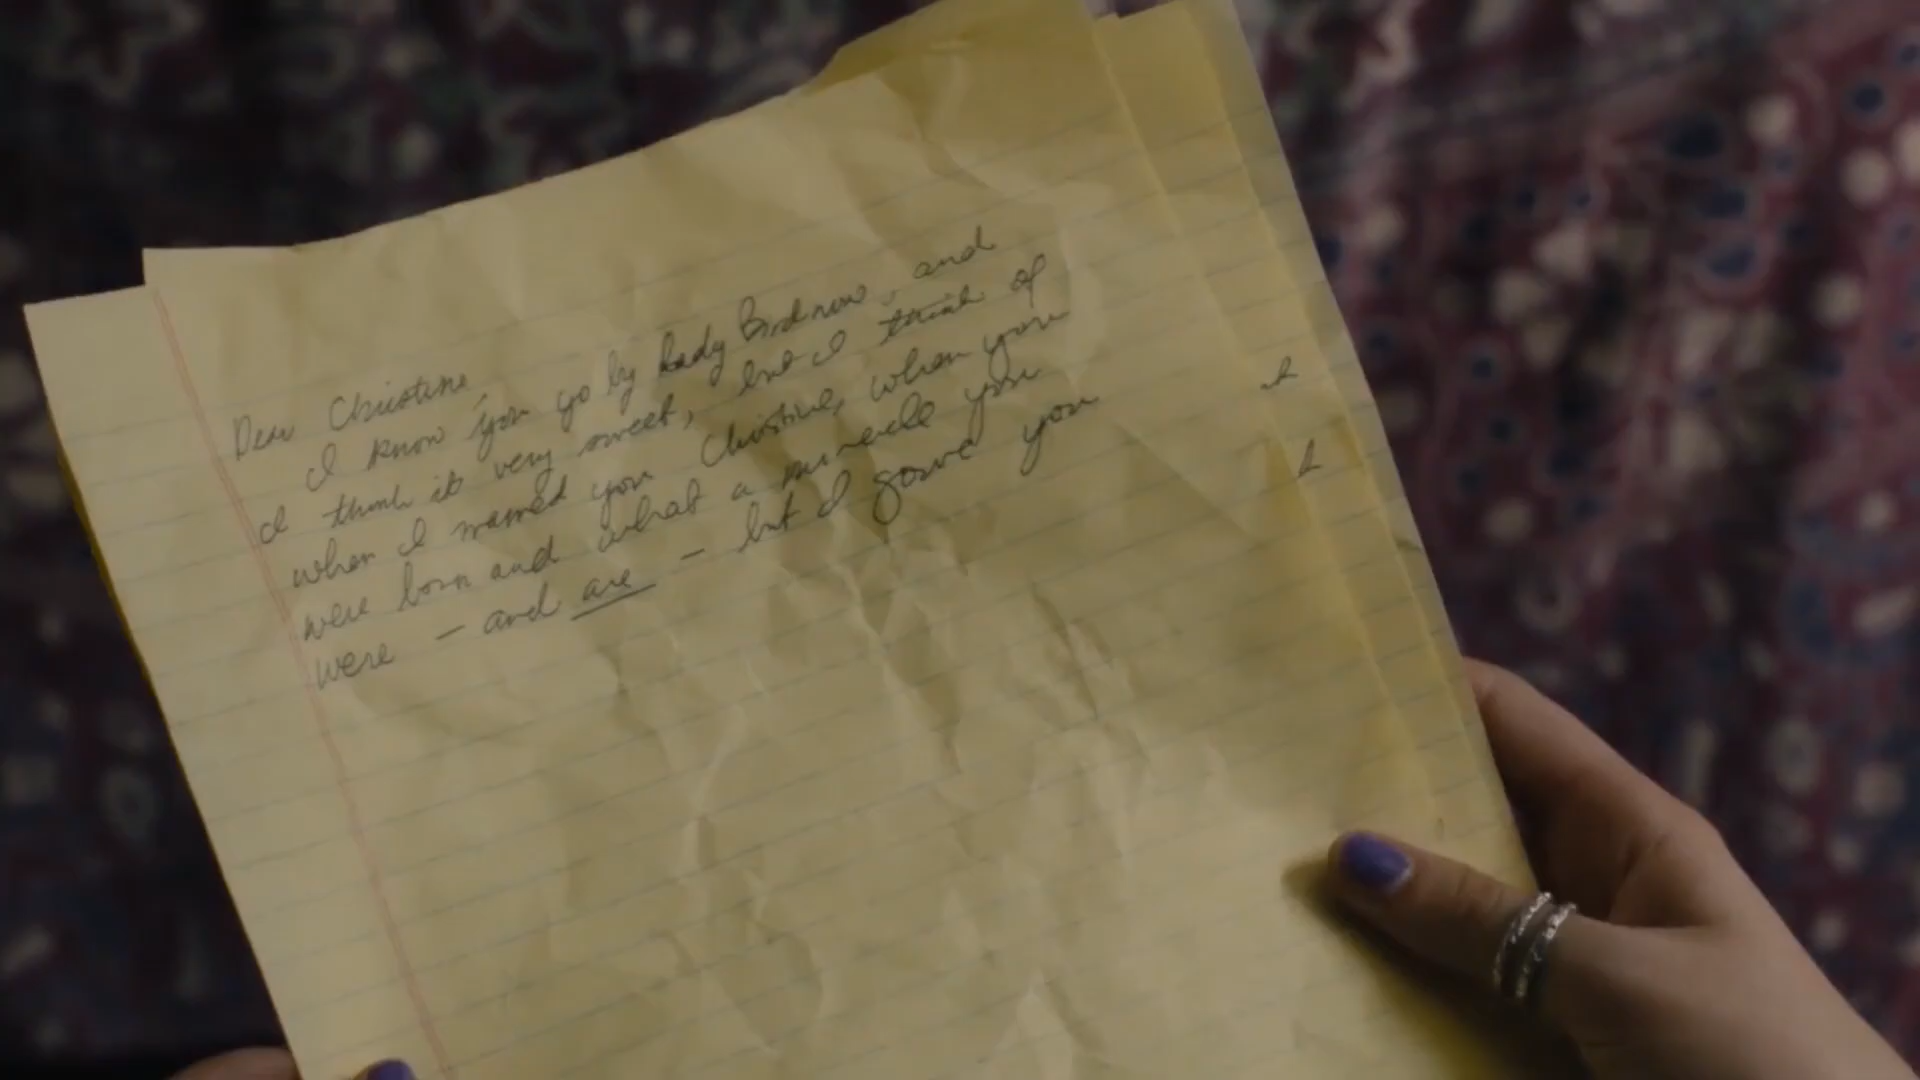 Dear Christine,
I know you go by Lady Bird now, and
I think it's very sweet, but I think of
when I named you Christine, when you
were born and what a miracle you
were – and are – but I gave you